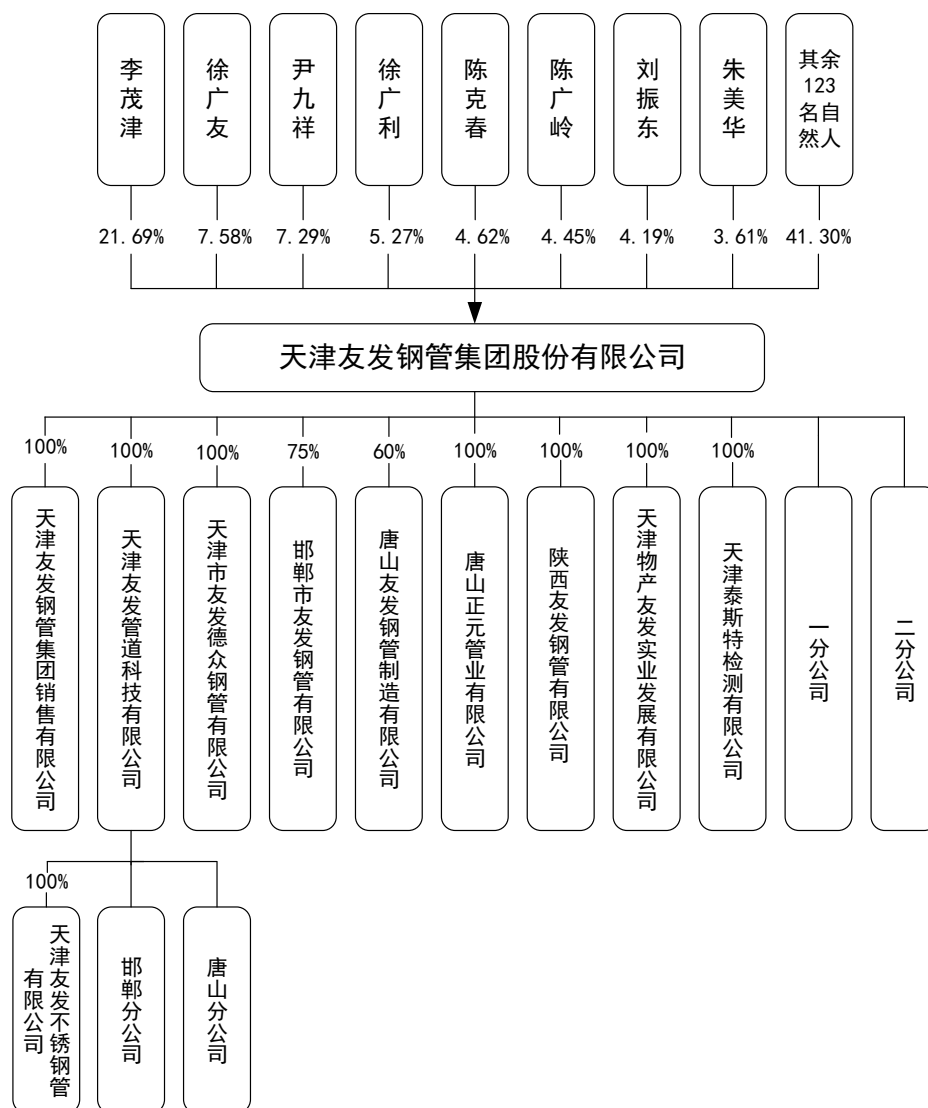 李茂津
徐广友
尹九祥
徐广利
陈克春
陈广岭
刘振东
朱美华
其余
123
名自
然人
21.69%
7.58%
7.29%
5.27%
4.62%
4.45%
4.19%
3.61%
41.30%
天津友发钢管集团股份有限公司
100%
100%
100%
75%
60%
100%
100%
100%
100%
天津友发钢管集团销售有限公司
天津友发管道科技有限公司
天津市友发德众钢管有限公司
邯郸市友发钢管有限公司
唐山友发钢管制造有限公司
唐山正元管业有限公司
陕西友发钢管有限公司
天津物产友发实业发展有限公司
天津泰斯特检测有限公司
一分公司
二分公司
100%
天津友发不锈钢管
有限公司
邯郸分公司
唐山分公司